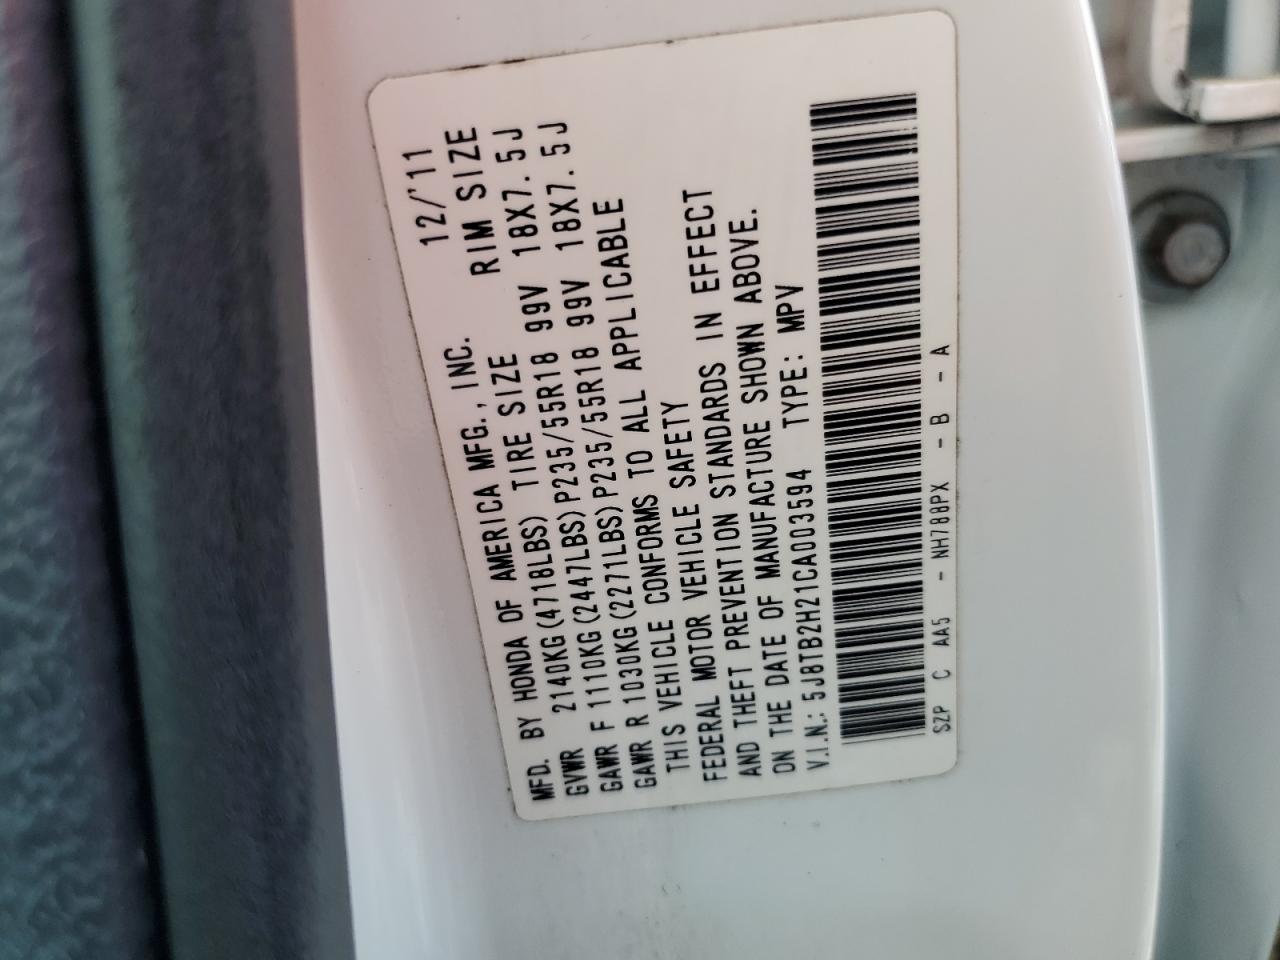 MFD. BY HONDA OF AMERICA MFG., INC. 12/'11
GVWR 2140KG(4718LBS) TIRE SIZE RIM SIZE
GAWR F 1110KG(2447LBS)P235/55R18 99V 18X7.5J
GAWR R 1030KG(2271LBS)P235/55R18 99V 18X7.5J
THIS VEHICLE CONFORMS TO ALL APPLICABLE
FEDERAL MOTOR VEHICLE SAFETY
AND THEFT PREVENTION STANDARDS IN EFFECT
ON THE DATE OF MANUFACTURE SHOWN ABOVE.
V.I.N.: 5J8TB2H21CA003594 TYPE: MPV
SZP C AA5 - NH788PX - B - A